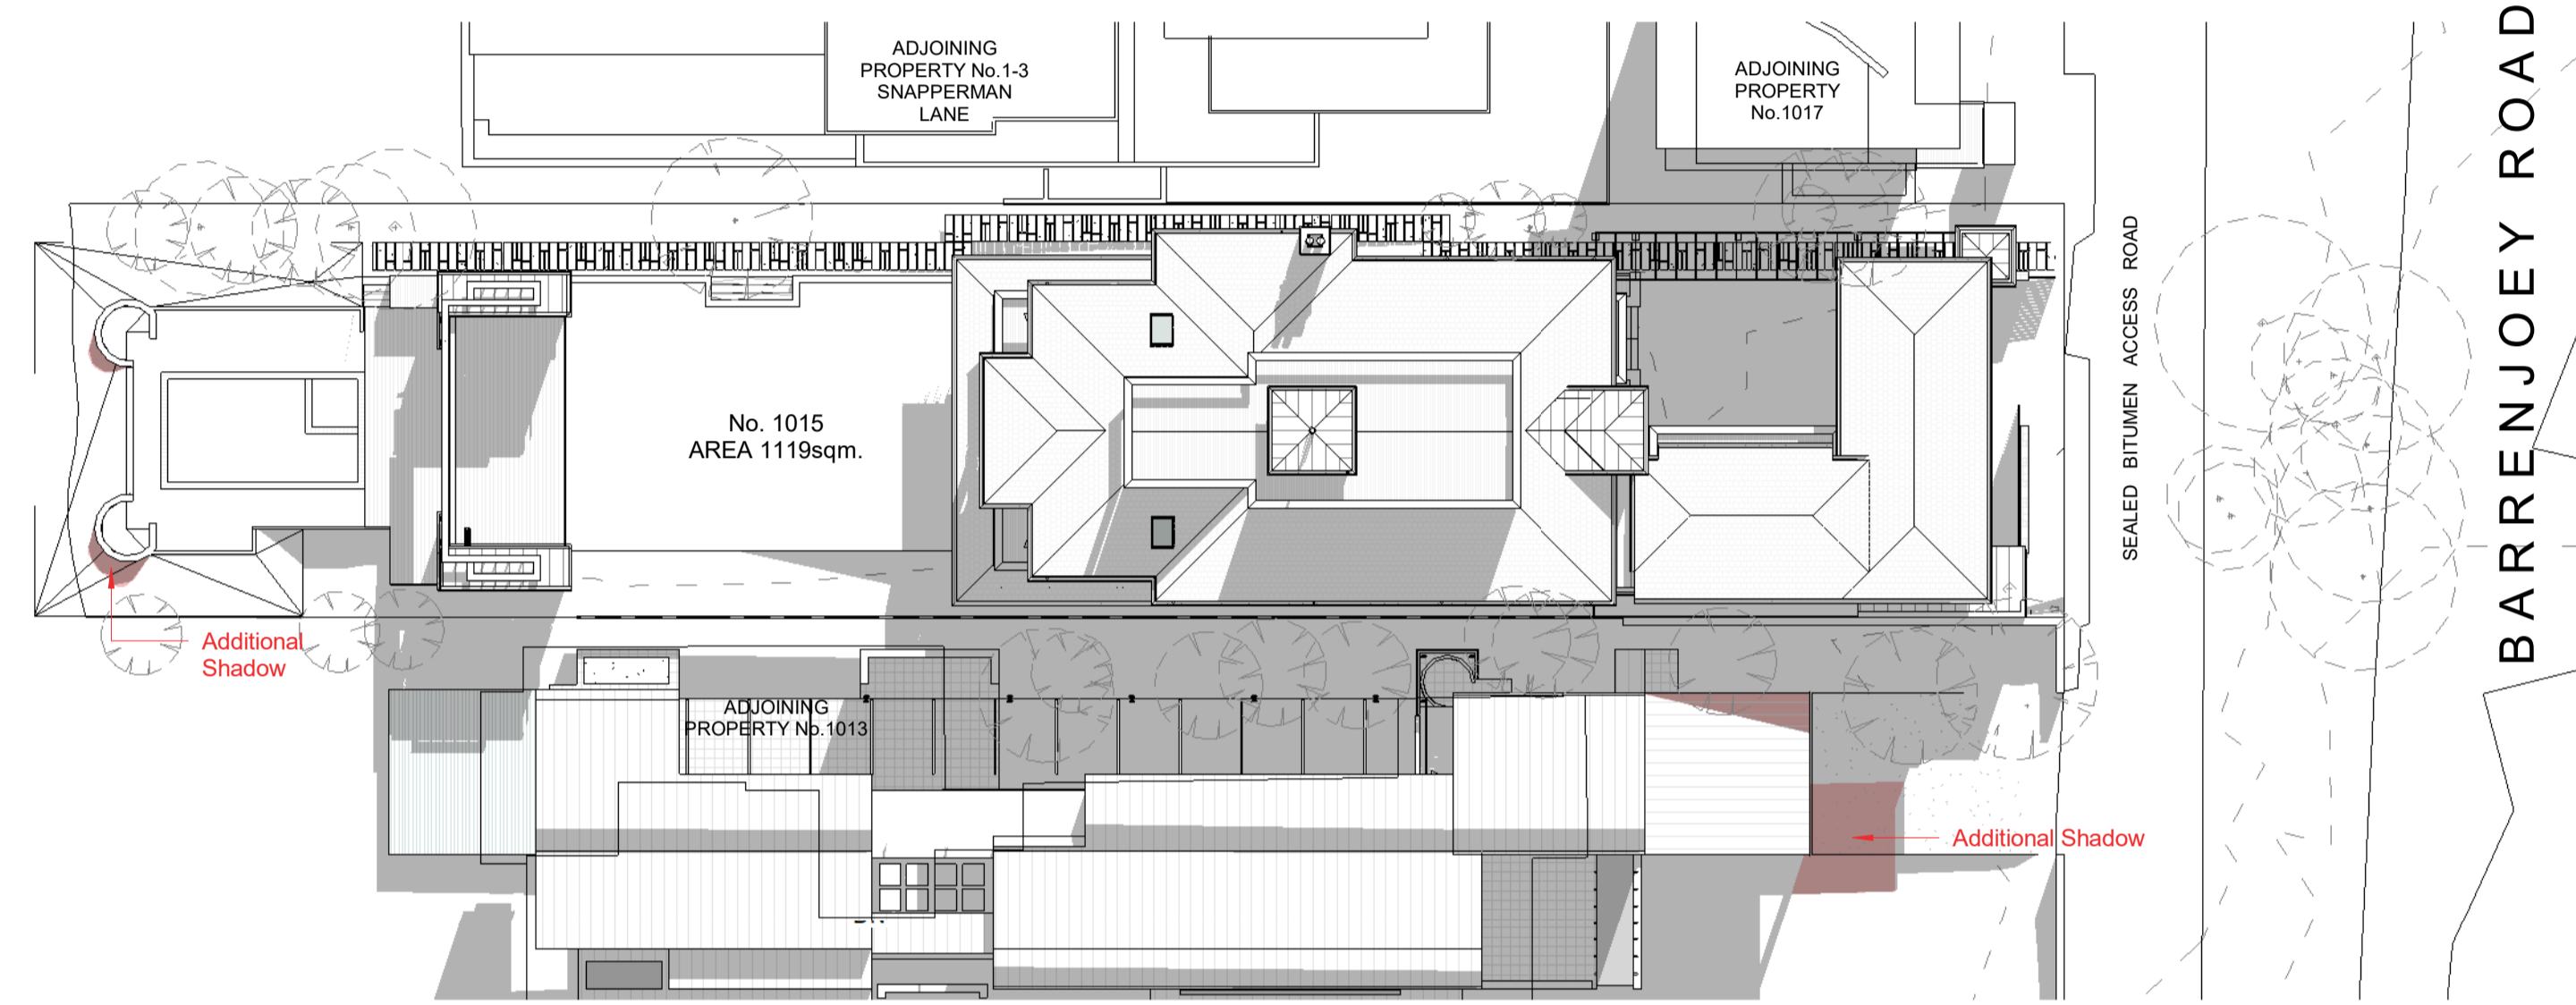 ADJOINING
PROPERTY No.1-3
SNAPPERMAN
LANE
ADJOINING
PROPERTY
No.1017
No. 1015
AREA 1119sqm.
SEALED BITUMEN ACCESS ROAD
BARRENJOEY ROAD
Additional
Shadow
ADJOINING
PROPERTY No.1013
Additional Shadow